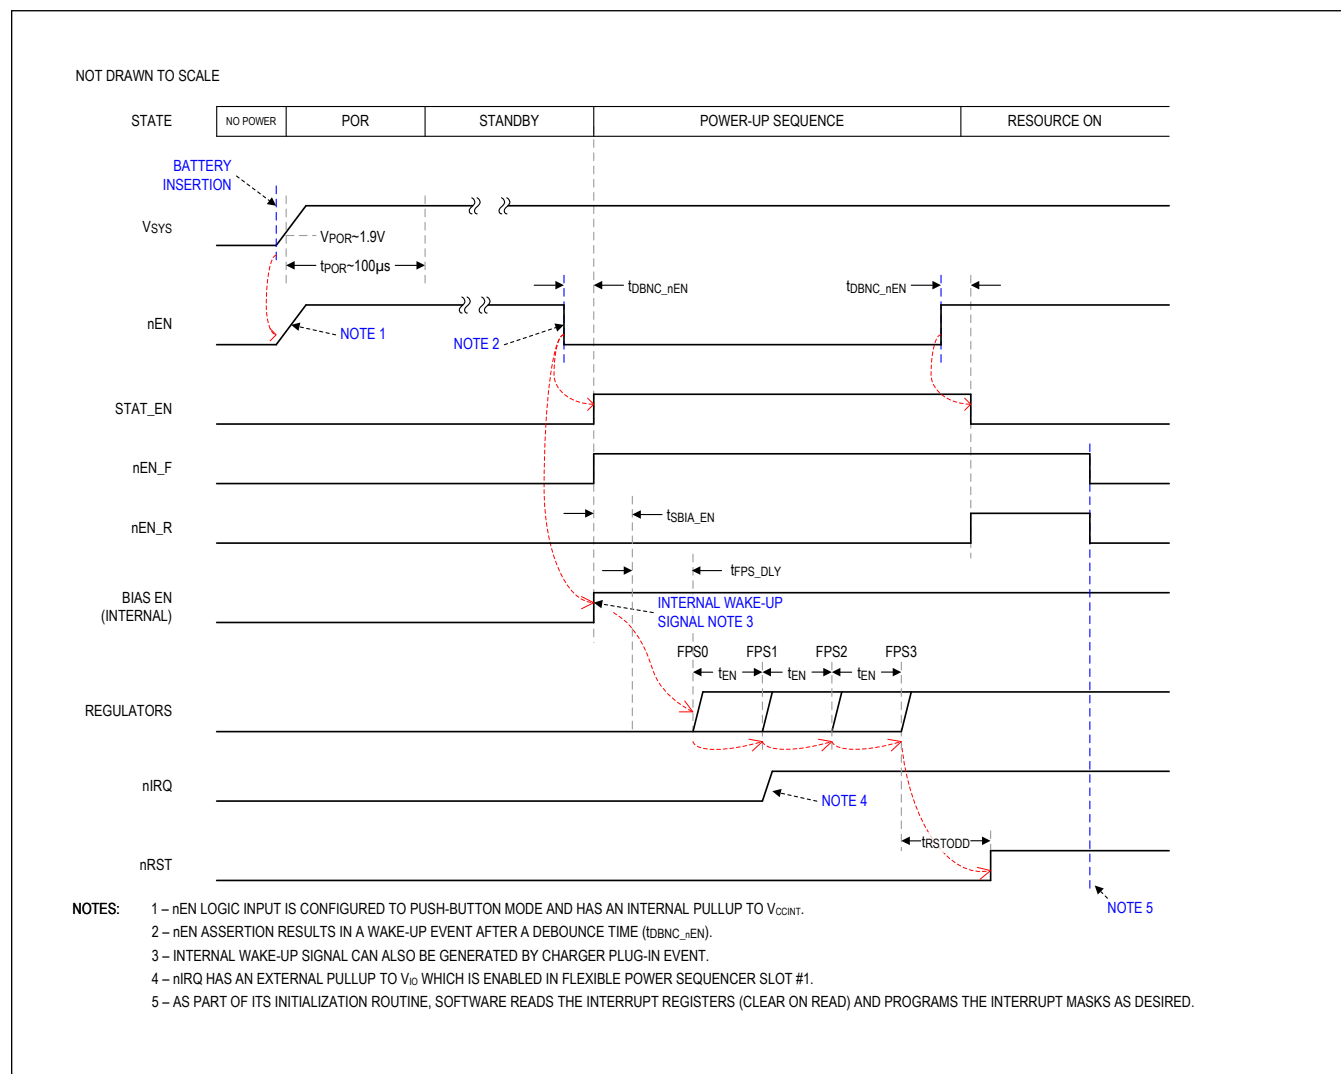 NOT DRAWN TO SCALE
STATE
NO POWER
POR
STANDBY
POWER-UP SEQUENCE
RESOURCE ON
BATTERY
INSERTION
VSYS
VPOR~1.9V
tPOR~100µs
tDBNC_nEN
tDBNC_nEN
nEN
NOTE 1
NOTE 2
STAT_EN
nEN_F
nEN_R
tSBIA_EN
tFPS_DLY
BIAS EN
(INTERNAL)
INTERNAL WAKE-UP
SIGNAL NOTE 3
FPS0
FPS1
FPS2
FPS3
tEN
tEN
tEN
REGULATORS
nIRQ
NOTE 4
tRSTODD
nRST
NOTE 5
NOTES:
1 – nEN LOGIC INPUT IS CONFIGURED TO PUSH-BUTTON MODE AND HAS AN INTERNAL PULLUP TO VCCINT.
2 – nEN ASSERTION RESULTS IN A WAKE-UP EVENT AFTER A DEBOUNCE TIME (tDBNC_nEN).
3 – INTERNAL WAKE-UP SIGNAL CAN ALSO BE GENERATED BY CHARGER PLUG-IN EVENT.
4 – nIRQ HAS AN EXTERNAL PULLUP TO VIO WHICH IS ENABLED IN FLEXIBLE POWER SEQUENCER SLOT #1.
5 – AS PART OF ITS INITIALIZATION ROUTINE, SOFTWARE READS THE INTERRUPT REGISTERS (CLEAR ON READ) AND PROGRAMS THE INTERRUPT MASKS AS DESIRED.